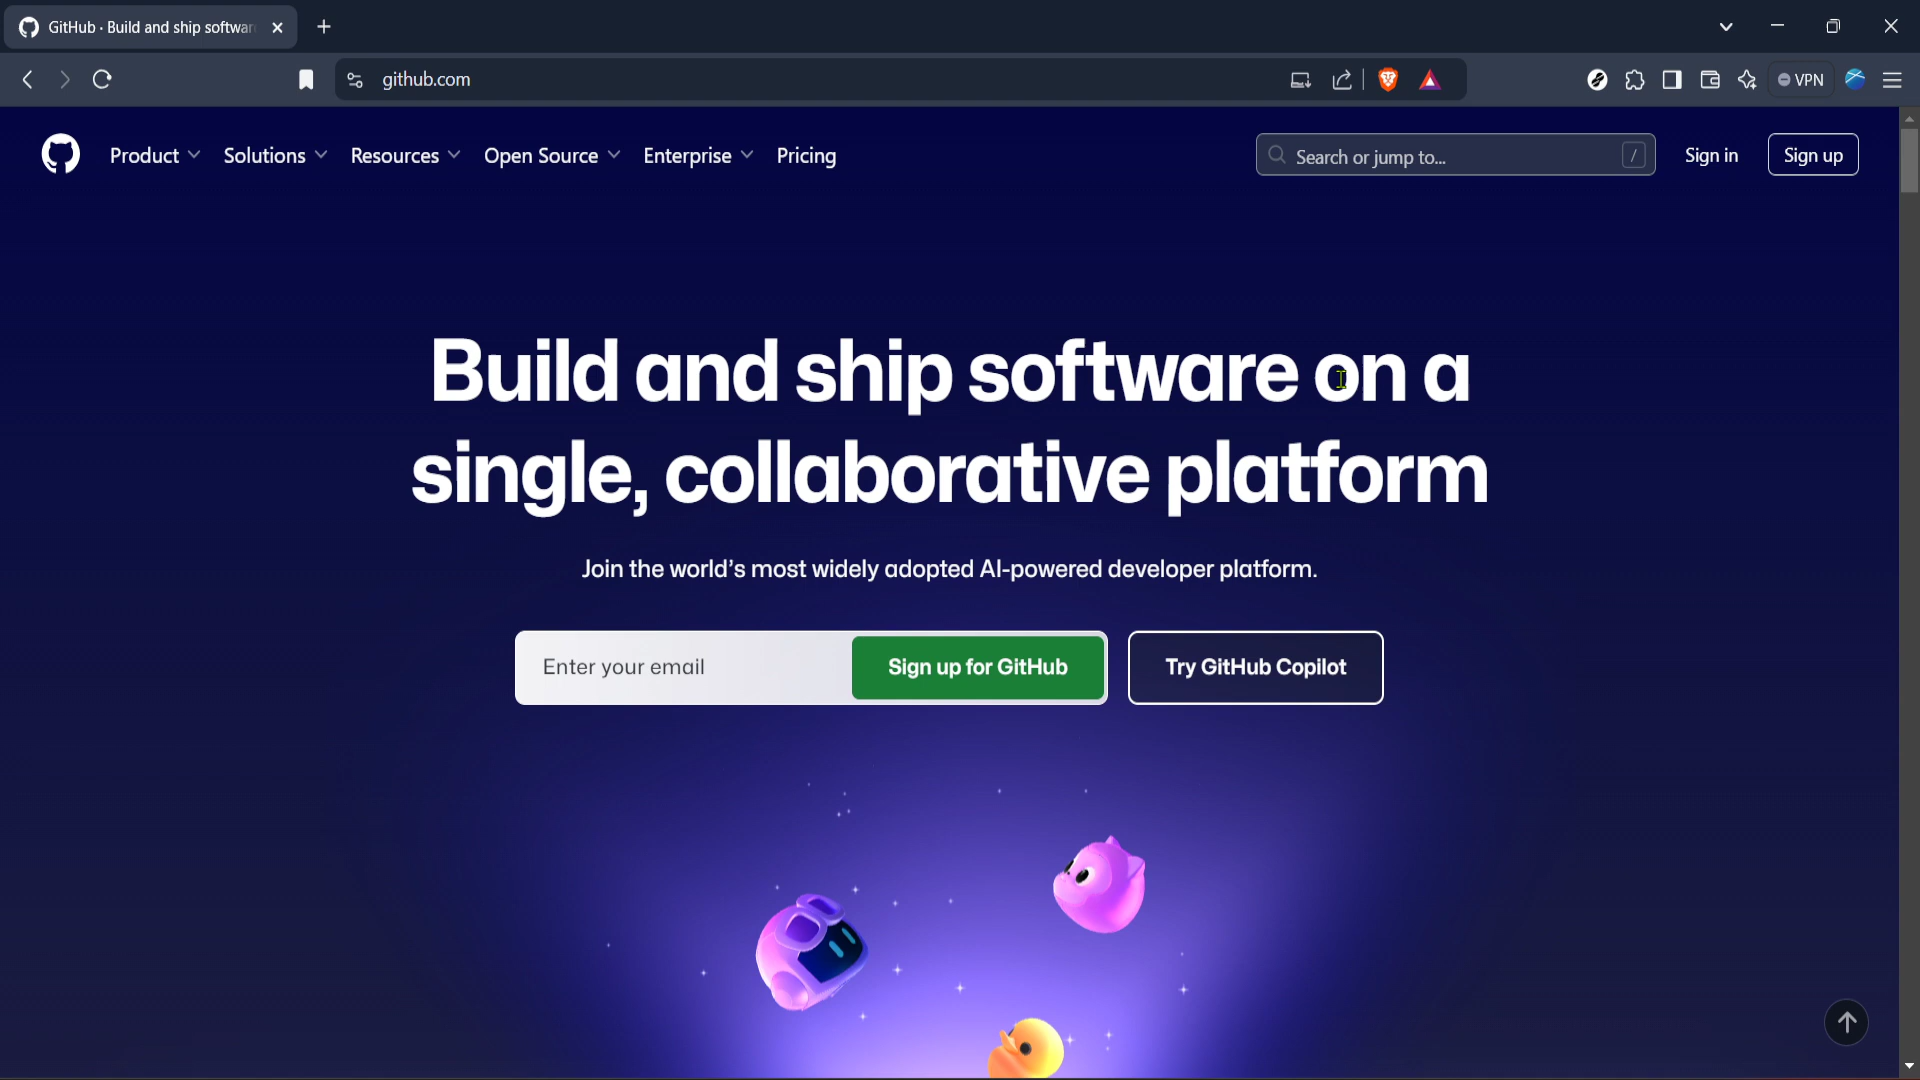 GitHub · Build and ship softwar
github.com
VPN
Product Solutions Resources Open Source Enterprise Pricing
Search or jump to... /
Sign in
Sign up
Build and ship software on a
single, collaborative platform
Join the world's most widely adopted AI-powered developer platform.
Enter your email
Sign up for GitHub
Try GitHub Copilot